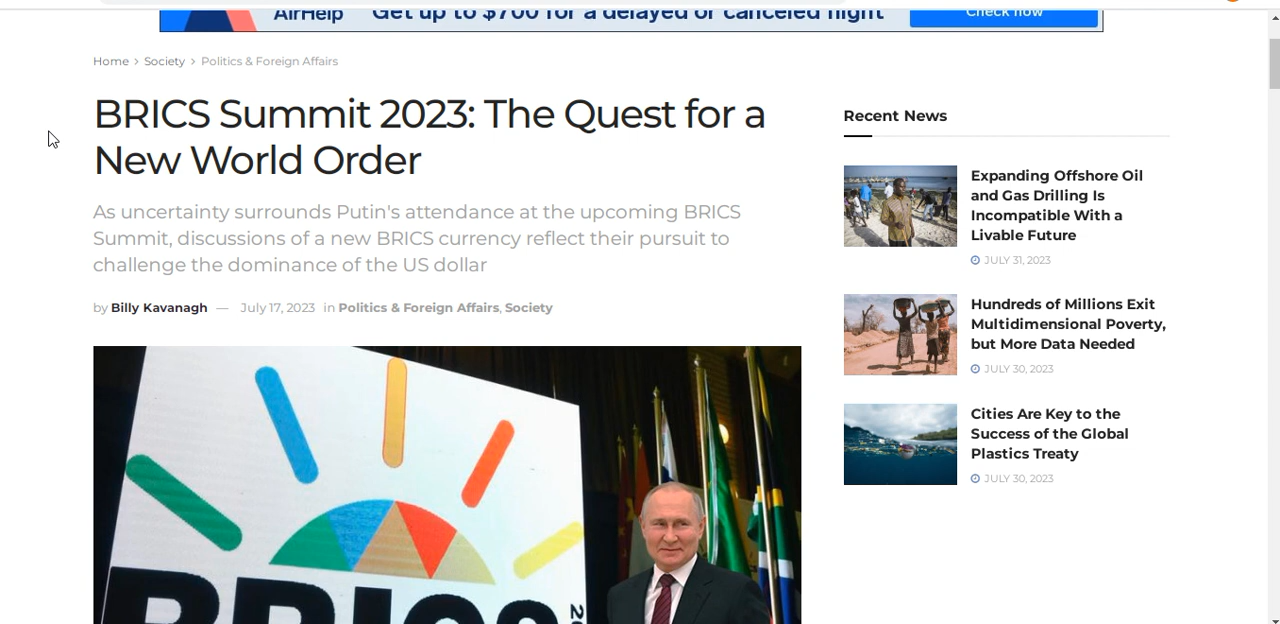 AirHelp Get up to $700 for a delayed or canceled flight Check now
Home > Society > Politics & Foreign Affairs
BRICS Summit 2023: The Quest for a
New World Order
As uncertainty surrounds Putin's attendance at the upcoming BRICS
Summit, discussions of a new BRICS currency reflect their pursuit to
challenge the dominance of the US dollar
by Billy Kavanagh — July 17, 2023 in Politics & Foreign Affairs, Society
BRICS
20
Recent News
Expanding Offshore Oil
and Gas Drilling Is
Incompatible With a
Livable Future
JULY 31, 2023
Hundreds of Millions Exit
Multidimensional Poverty,
but More Data Needed
JULY 30, 2023
Cities Are Key to the
Success of the Global
Plastics Treaty
JULY 30, 2023